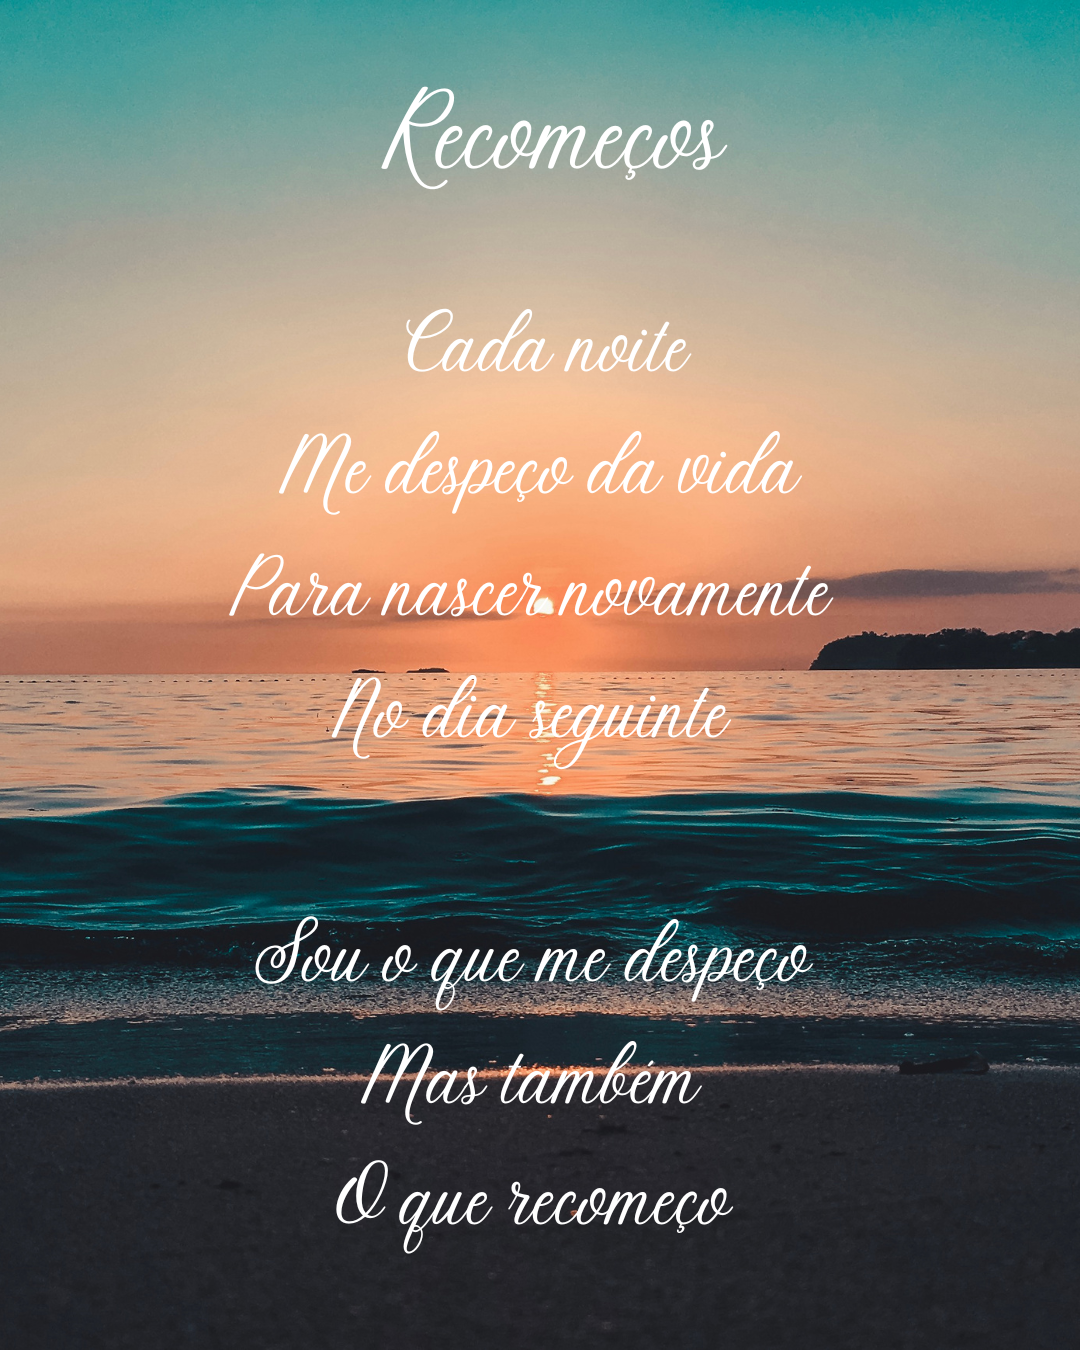 Recomeços
Cada noite
Me despeço da vida
Para nascer novamente
No dia seguinte
Sou o que me despeço
Mas também
O que recomeço